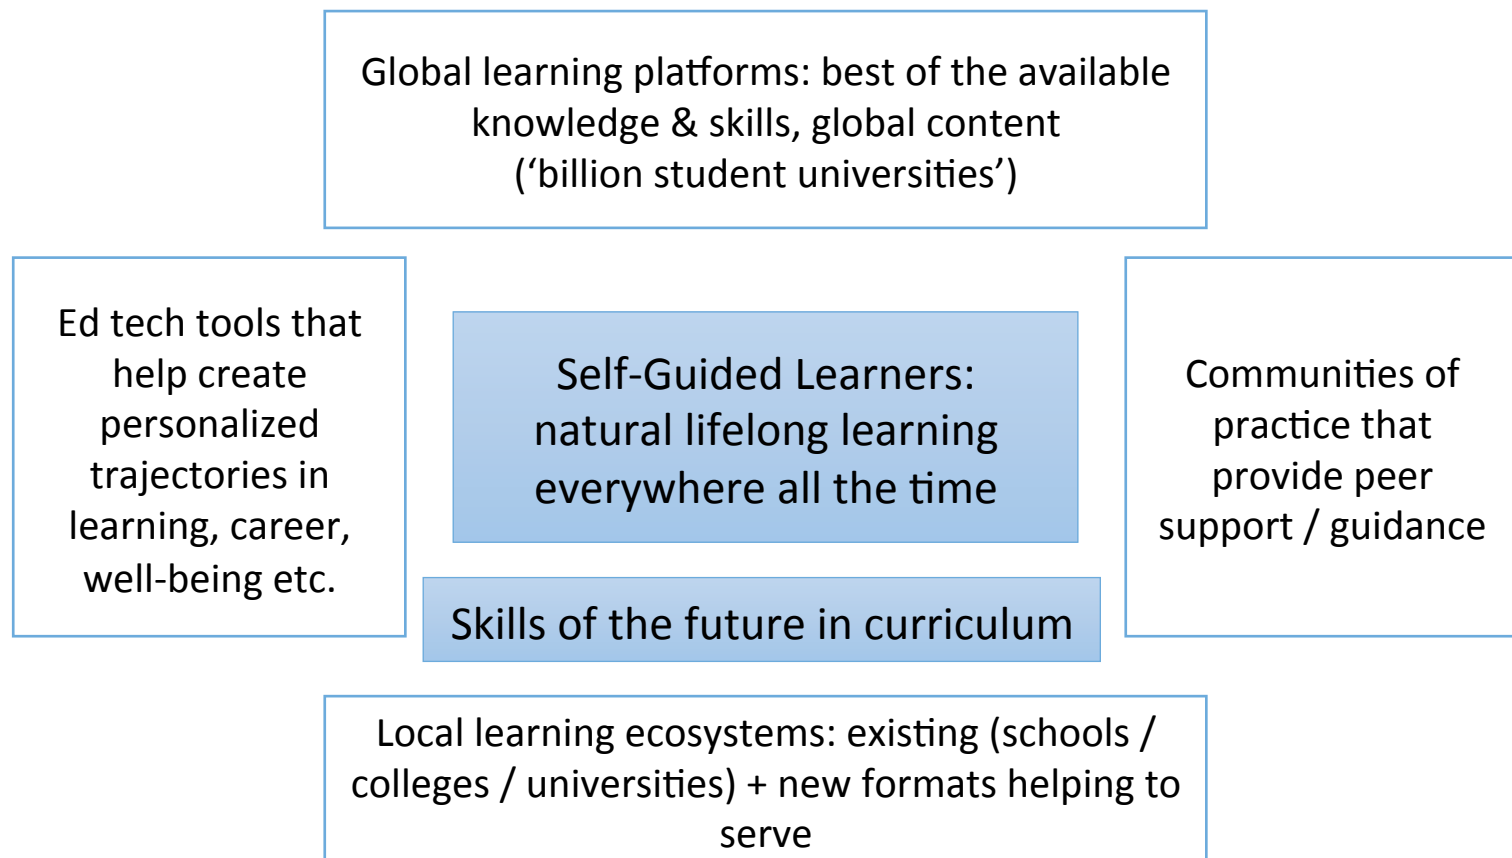 Global learning platforms: best of the available
knowledge & skills, global content
(‘billion student universities’)
Ed tech tools that
help create
personalized
trajectories in
learning, career,
well-being etc.
Self-Guided Learners:
natural lifelong learning
everywhere all the time
Communities of
practice that
provide peer
support / guidance
Skills of the future in curriculum
Local learning ecosystems: existing (schools /
colleges / universities) + new formats helping to
serve